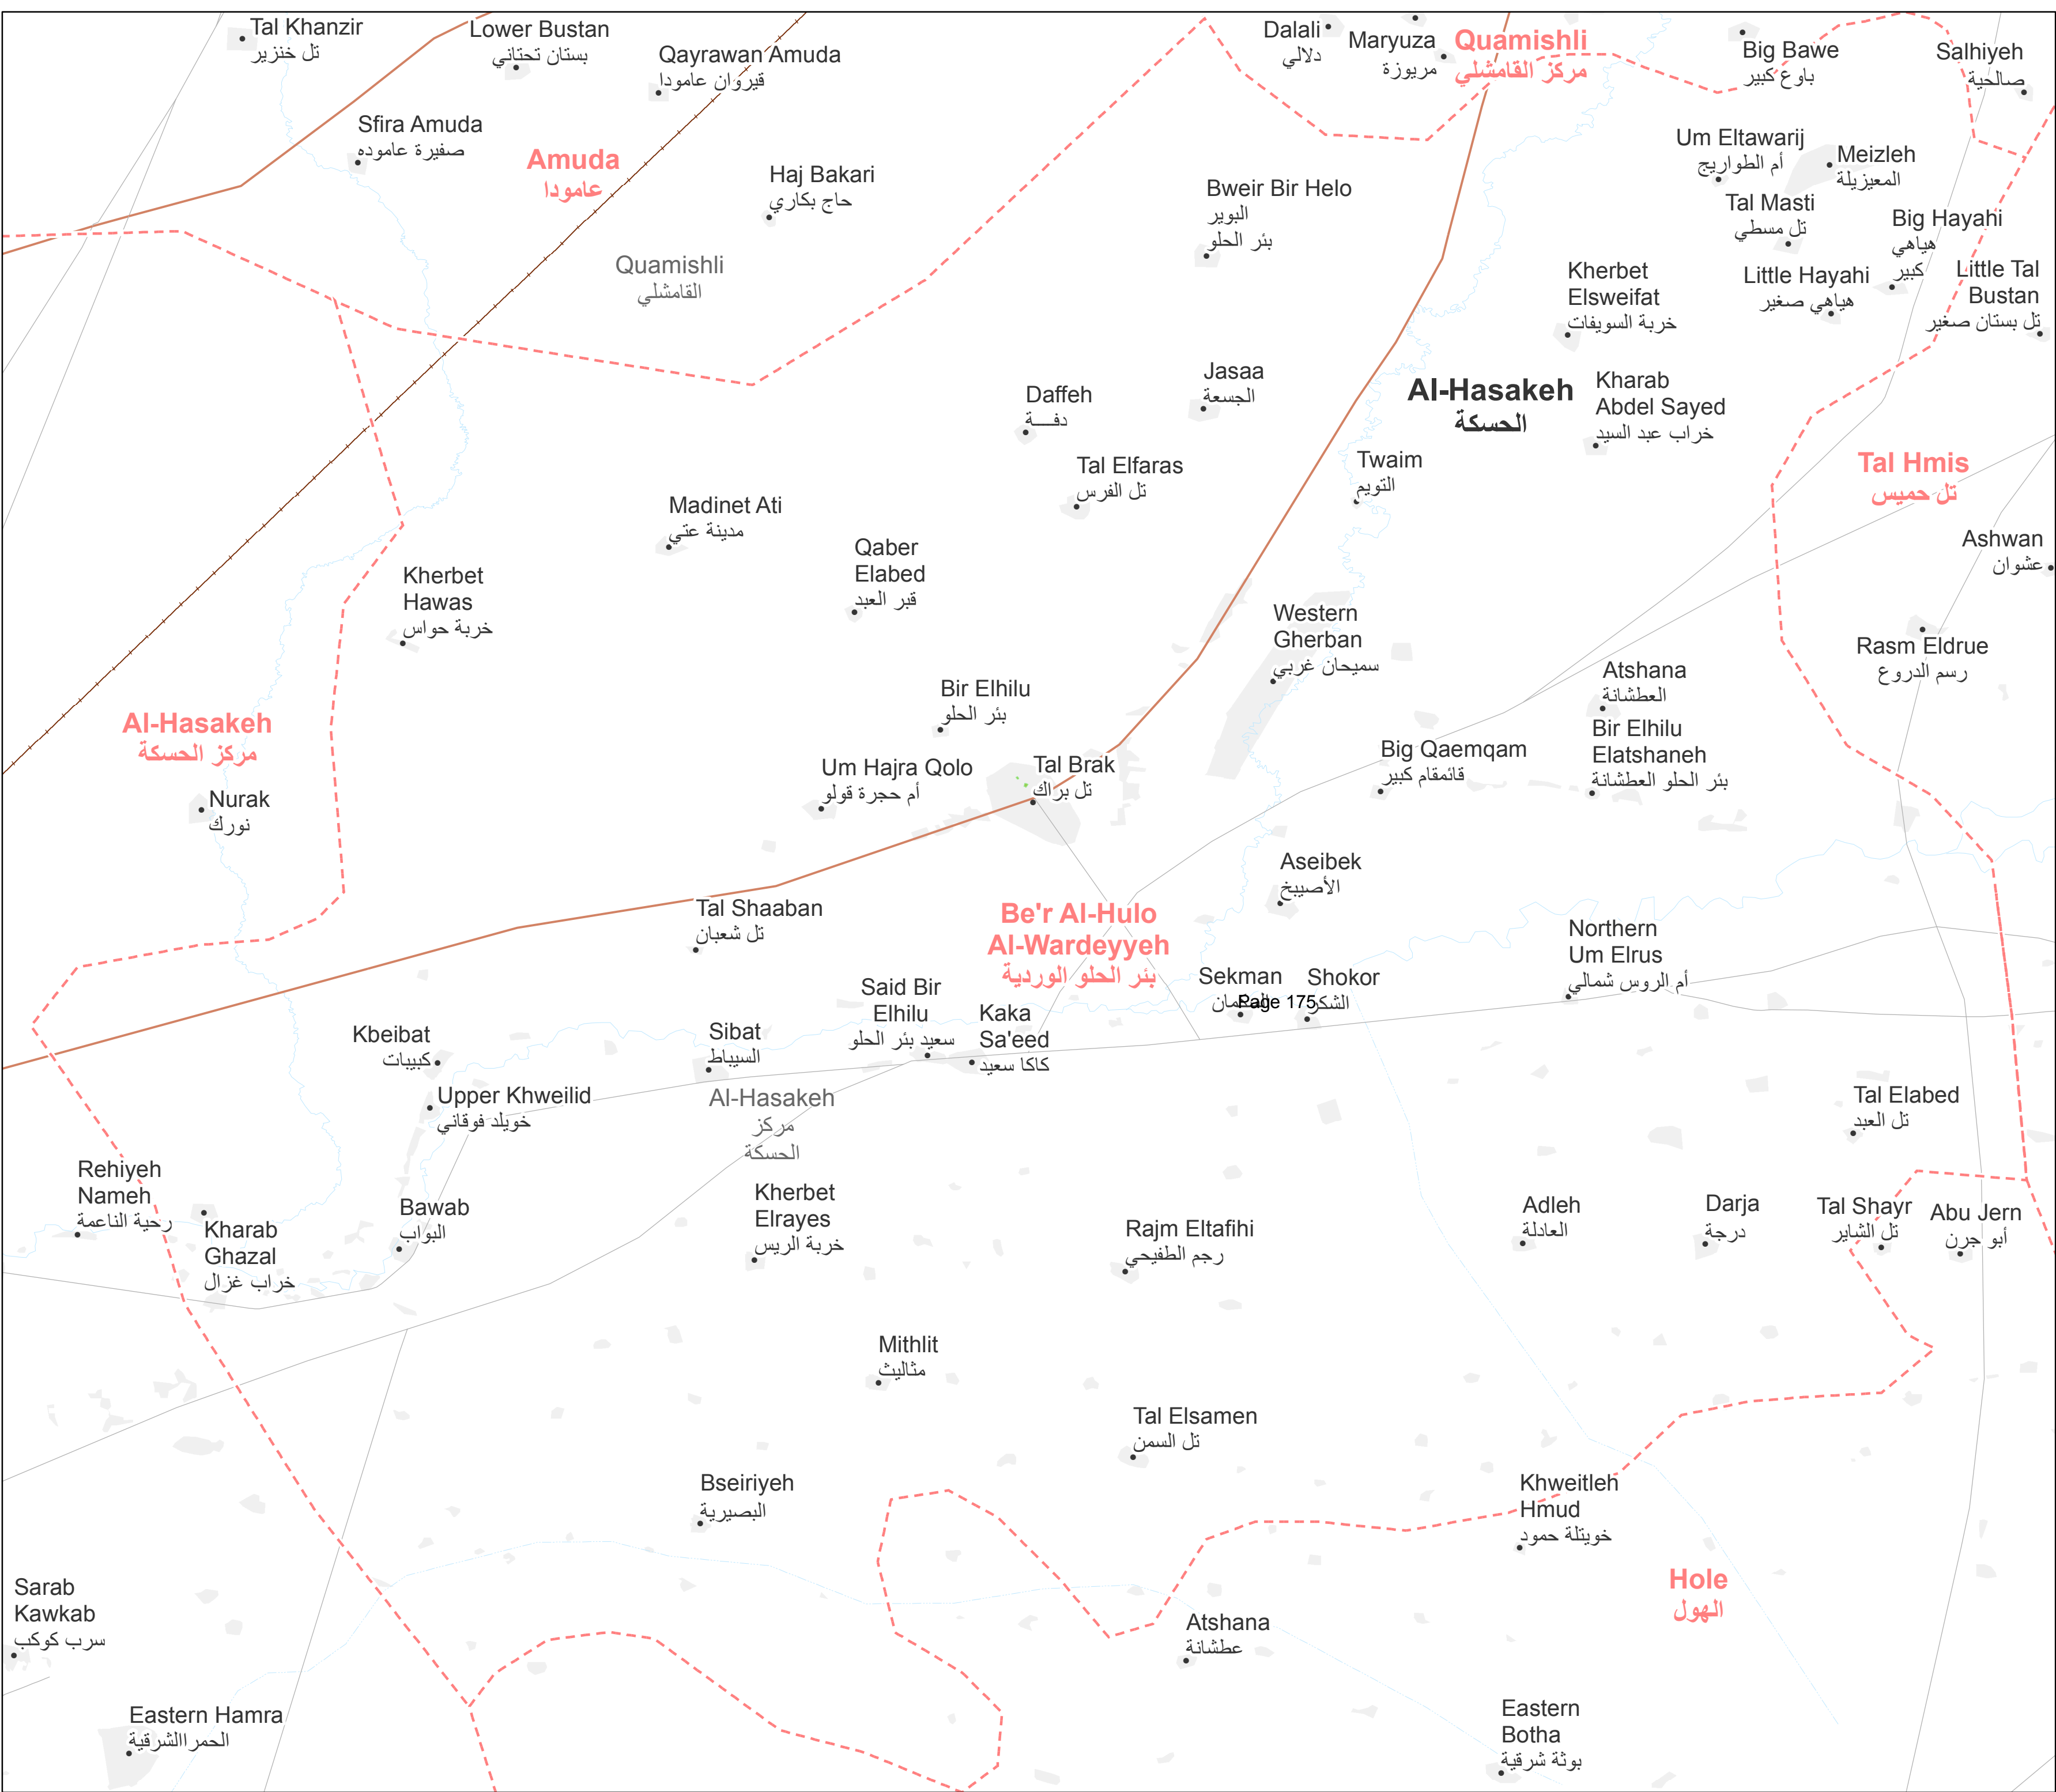 Tal Khanzir
تل خنزير
Lower Bustan
بستان تحتاني
Qayrawan Amuda
قيروان عامودا
Dalali
دلالي
Maryuza
مريوزة
Quamishli
مركز القامشلي
Big Bawe
باوع كبير
Salhiyeh
صالحية
Sfira Amuda
صفيرة عاموده
Amuda
عامودا
Haj Bakari
حاج بكاري
Bweir Bir Helo
البوير
بئر الحلو
Um Eltawarij
أم الطواريج
Meizleh
المعيزيلة
Tal Masti
تل مسطي
Big Hayahi
هياهي
كبير
Quamishli
القامشلي
Kherbet
Elsweifat
خربة السويفات
Little Hayahi
هياهي صغير
Little Tal
Bustan
تل بستان صغير
Daffeh
دفـــة
Jasaa
الجسعة
Al-Hasakeh
الحسكة
Kharab
Abdel Sayed
خراب عبد السيد
Tal Elfaras
تل الفرس
Twaim
التويم
Tal Hmis
تل حميس
Madinet Ati
مدينة عتي
Qaber
Elabed
قبر العبد
Ashwan
عشوان
Kherbet
Hawas
خربة حواس
Western
Gherban
سميحان غربي
Rasm Eldrue
رسم الدروع
Atshana
العطشانة
Bir Elhilu
بئر الحلو
Al-Hasakeh
مركز الحسكة
Bir Elhilu
Elatshaneh
بئر الحلو العطشانة
Big Qaemqam
قائمقام كبير
Um Hajra Qolo
أم حجرة قولو
Tal Brak
تل براك
Nurak
نورك
Aseibek
الأصيبخ
Tal Shaaban
تل شعبان
Be'r Al-Hulo
Al-Wardeyyeh
بئر الحلو الوردية
Northern
Um Elrus
أم الروس شمالي
Sekman
Shokor
الشكر
Page 175
Said Bir
Elhilu
سعيد بئر الحلو
Kaka
Sa'eed
كاكا سعيد
Kbeibat
كبيبات
Sibat
السيباط
Upper Khweilid
خويلد فوقاني
Al-Hasakeh
مركز
الحسكة
Tal Elabed
تل العبد
Rehiyeh
Nameh
رحية الناعمة
Kharab
Ghazal
خراب غزال
Bawab
البواب
Kherbet
Elrayes
خربة الريس
Rajm Eltafihi
رجم الطفيحي
Adleh
العادلة
Darja
درجة
Tal Shayr
تل الشاير
Abu Jern
أبو جرن
Mithlit
مثاليث
Tal Elsamen
تل السمن
Bseiriyeh
البصيرية
Khweitleh
Hmud
خويتلة حمود
Hole
الهول
Sarab
Kawkab
سرب كوكب
Atshana
عطشانة
Eastern Hamra
الحمراالشرقية
Eastern
Botha
بوثة شرقية